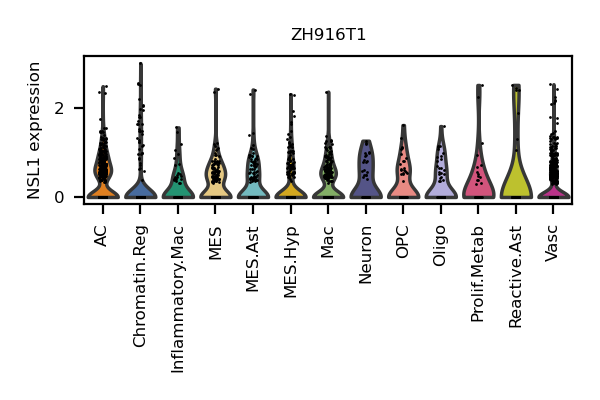 ZH916T1
NSL1 expression
2
0
AC
Chromatin.Reg
Inflammatory.Mac
MES
MES.Ast
MES.Hyp
Mac
Neuron
OPC
Oligo
Prolif.Metab
Reactive.Ast
Vasc